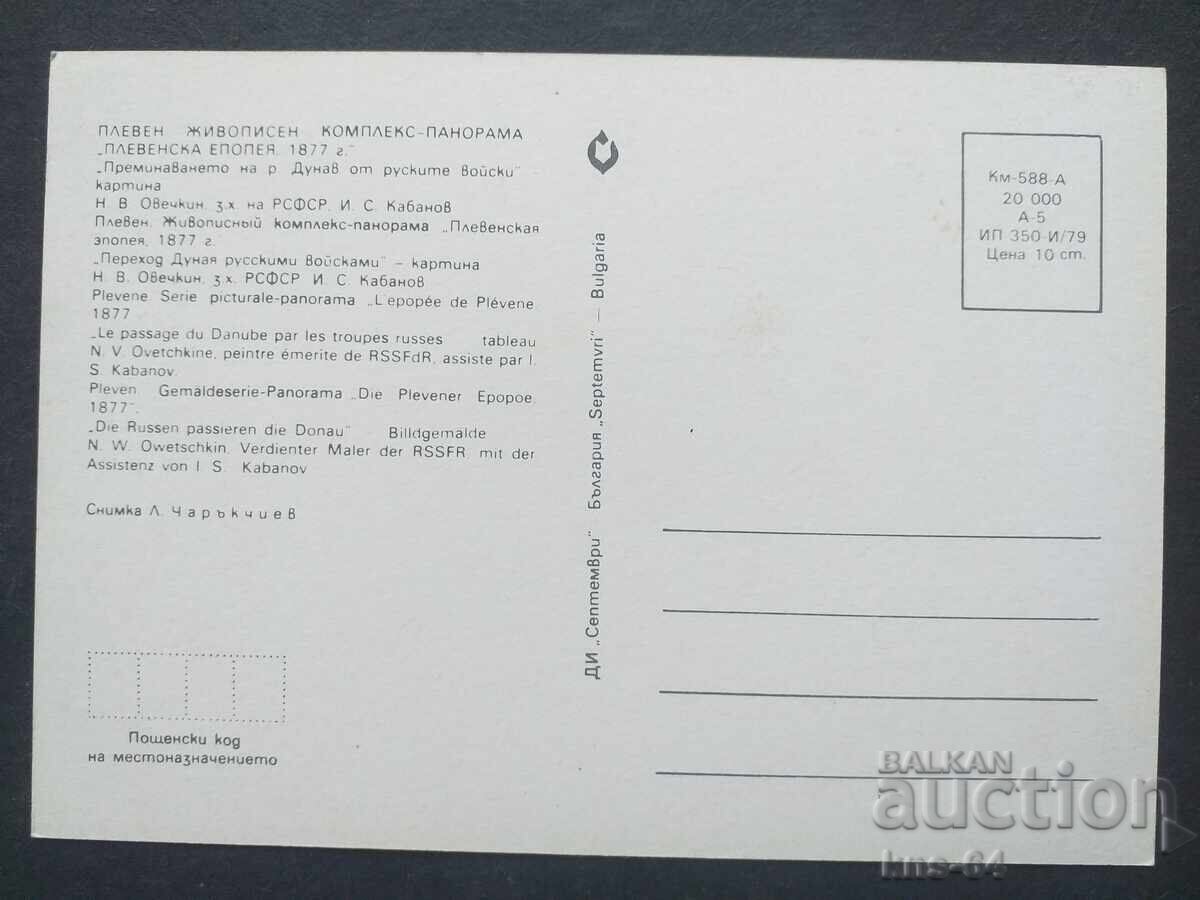 ПЛЕВЕН ЖИВОПИСЕН КОМПЛЕКС-ПАНОРАМА
„ПЛЕВЕНСКА ЕПОПЕЯ, 1877 г."
„Преминаването на р. Дунав от руските войски" -
картина
Н. В. Овечкин, з.х. на РСФСР, И. С. Кабанов
Плевен. Живописный комплекс-панорама „Плевенская
эпопея, 1877 г."
„Переход Дуная русскими войсками" - картина
Н. В. Овечкин, з.х. РСФСР И. С. Кабанов
Plevene. Serie picturale-panorama „L'epopée de Plévene
1877
„Le passage du Danube par les troupes russes tableau
N. V. Ovetchkine, peintre émerite de RSSFdR, assiste par I.
S. Kabanov.
Pleven. Gemäldeserie-Panorama „Die Plevener Epopoe,
1877".
„Die Russen passieren die Donau" - Billdgemalde
N. W. Owetschkin, Verdienter Maler der RSSFR, mit der
Assistenz von I. S. Kabanov
Снимка Л. Чаръкчиев
Пощенски код
на местоназначението
ДИ „Септември" България „Septemvri" — Bulgaria
Км-588-А
20 000
А-5
ИП 350-И/79
Цена 10 ст.
BALKAN
auction
kns-64